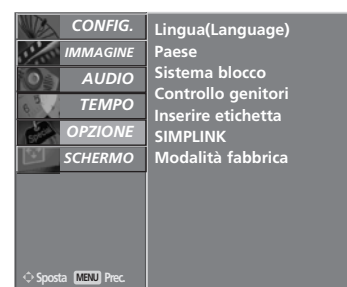 CONFIG.
IMMAGINE
AUDIO
TEMPO
OPZIONE
SCHERMO
Lingua(Language)
Paese
Sistema blocco
Controllo genitori
Inserire etichetta
SIMPLINK
Modalità fabbrica
Sposta MENU Prec.